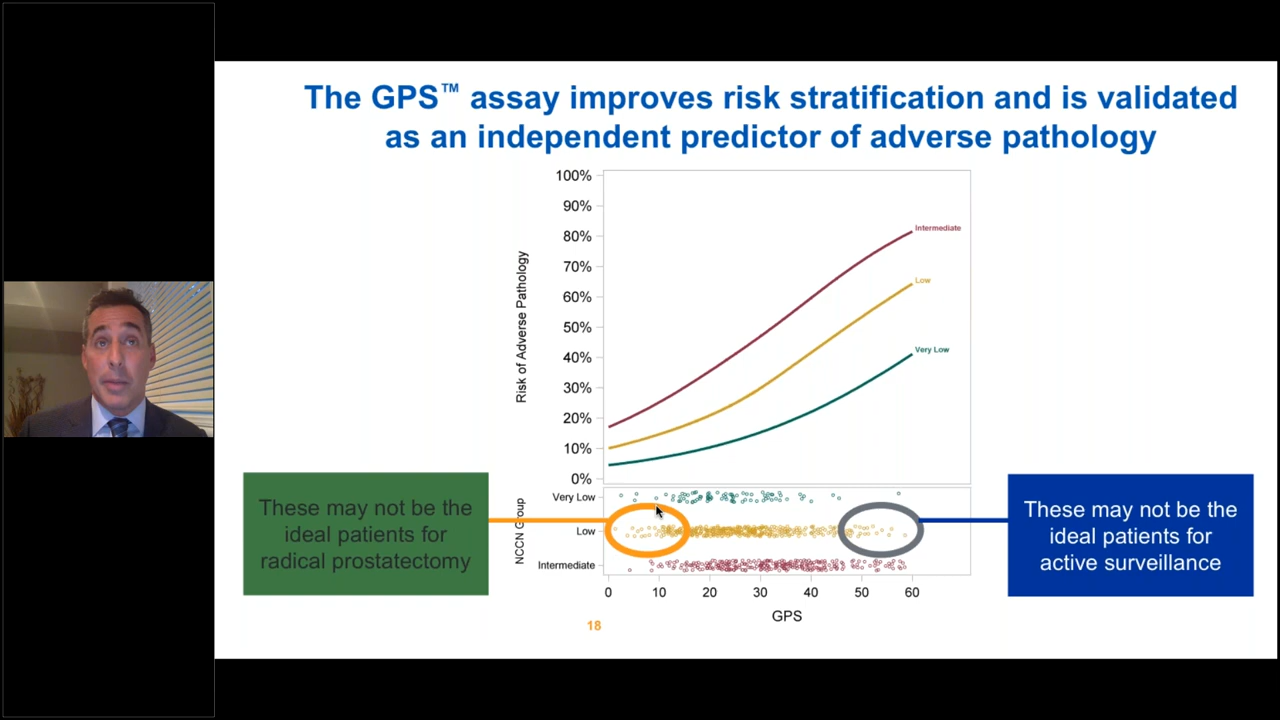 The GPS™ assay improves risk stratification and is validated
as an independent predictor of adverse pathology
100%
90%
80%
70%
60%
50%
40%
30%
20%
10%
0%
Risk of Adverse Pathology
Intermediate
Low
Very Low
NCCN Group
Very Low
Low
Intermediate
0 10 20 30 40 50 60
GPS
These may not be the
ideal patients for
radical prostatectomy
These may not be the
ideal patients for
active surveillance
18